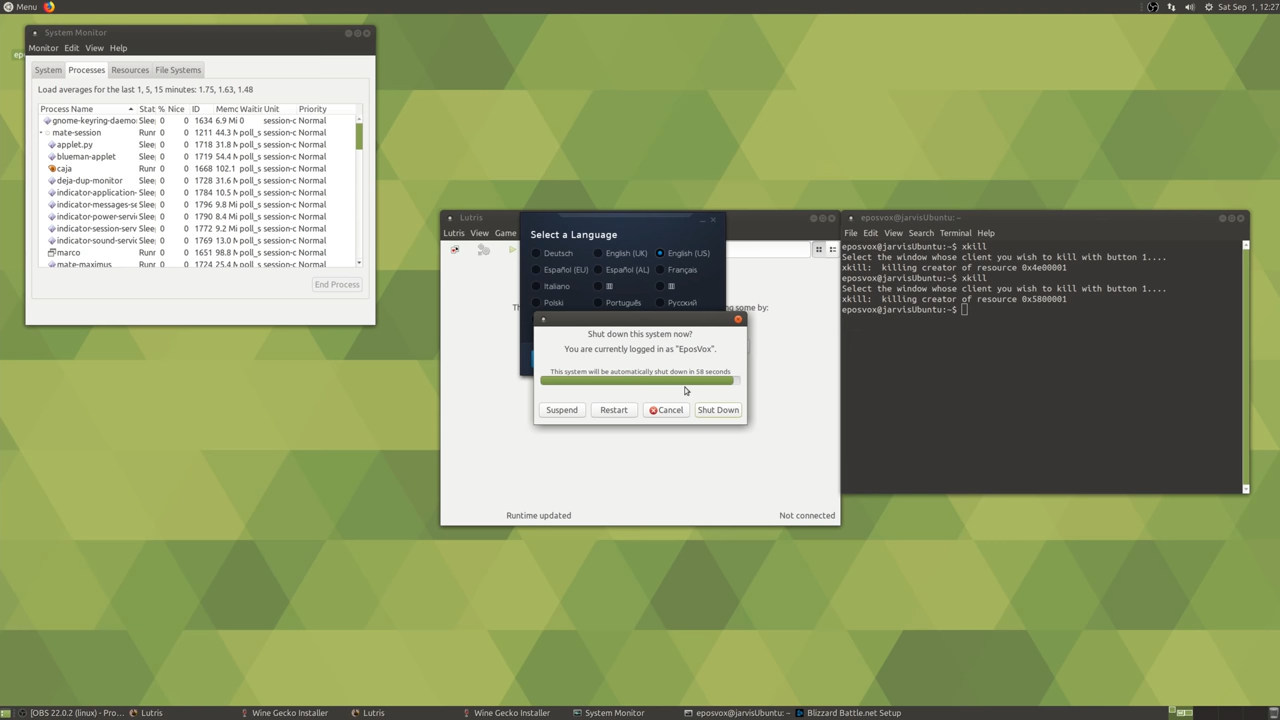 Menu
Sat Sep 1, 12:27
System Monitor
Monitor Edit View Help
System Processes Resources File Systems
Load averages for the last 1, 5, 15 minutes: 1.75, 1.63, 1.48
Process Name Stat % Nice ID Memc Waitir Unit Priority
gnome-keyring-daemo Slee 0 0 1634 6.9 Mi 0 session-c Normal
mate-session Runr 0 0 1211 44.3 M poll_s session-c Normal
applet.py Slee 0 0 1718 31.3 M poll_s session-c Normal
blueman-applet Slee 0 0 1719 54.4 M poll_s session-c Normal
caja Runr 0 0 1668 102.1 poll_s session-c Normal
deja-dup-monitor Slee 0 0 1728 31.6 M poll_s session-c Normal
indicator-application- Slee 0 0 1784 10.5 M poll_s session-c Normal
indicator-messages-se Slee 0 0 1796 9.8 Mi poll_s session-c Normal
indicator-power-servic Slee 0 0 1790 8.4 Mi poll_s session-c Normal
indicator-session-serv Slee 0 0 1772 9.2 Mi poll_s session-c Normal
indicator-sound-servic Slee 0 0 1769 13.0 M poll_s session-c Normal
marco Slee 0 0 1651 98.8 M poll_s session-c Normal
mate-maximus Slee 0 0 1724 25.4 M poll_s session-c Normal
End Process
Lutris
Lutris View Game
Select a Language
Deutsch English (UK) English (US)
Español (EU) Español (AL) Français
Italiano
Polski Português Русский
ng some by:
Shut down this system now?
You are currently logged in as "EposVox".
This system will be automatically shut down in 58 seconds
Suspend Restart Cancel Shut Down
Runtime updated Not connected
eposvox@jarvisUbuntu: ~
File Edit View Search Terminal Help
eposvox@jarvisUbuntu:~$ xkill
Select the window whose client you wish to kill with button 1....
xkill: killing creator of resource 0x4e00001
eposvox@jarvisUbuntu:~$ xkill
Select the window whose client you wish to kill with button 1....
xkill: killing creator of resource 0x5800001
eposvox@jarvisUbuntu:~$
[OBS 22.0.2 (linux) - Pro... Lutris Wine Gecko Installer Lutris Wine Gecko Installer System Monitor eposvox@jarvisUbuntu: ~ Blizzard Battle.net Setup